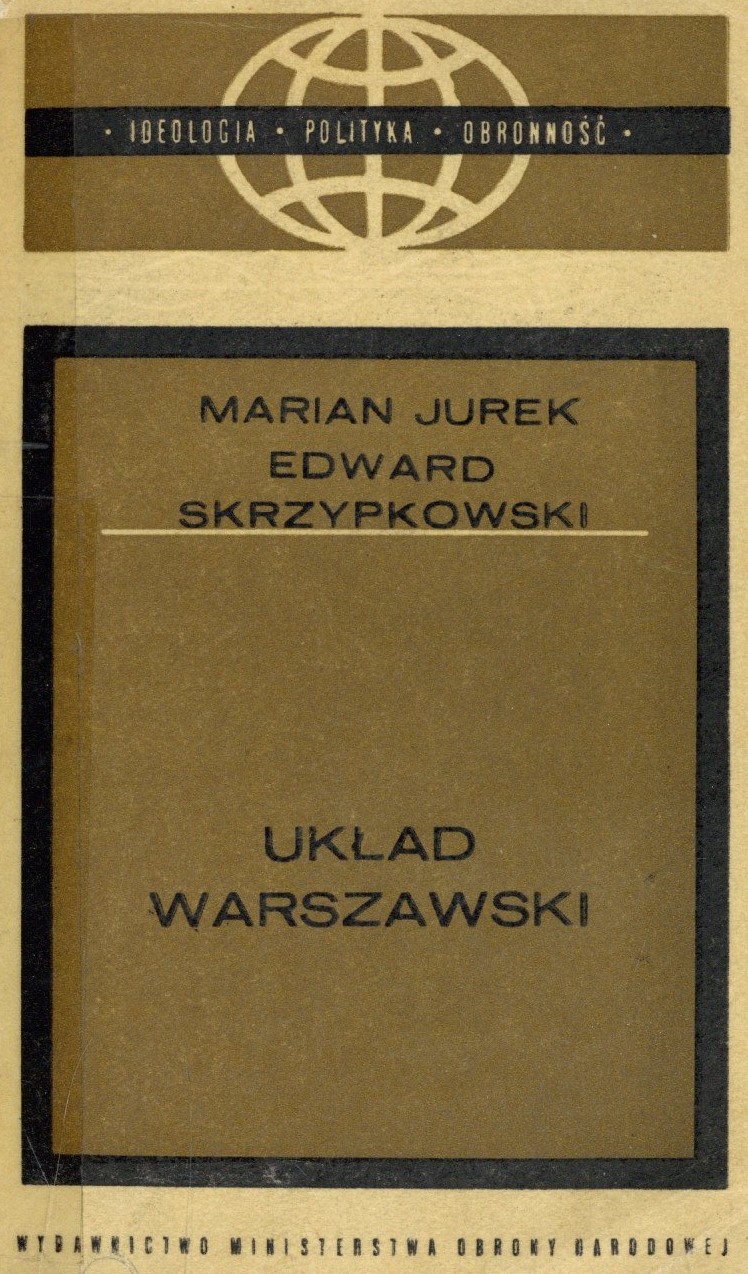 • IDEOLOGIA • POLITYKA • OBRONNOŚĆ •
MARIAN JUREK
EDWARD
SKRZYPKOWSKI
UKŁAD
WARSZAWSKI
WYDAWNICTWO MINISTERSTWA OBRONY NARODOWEJ